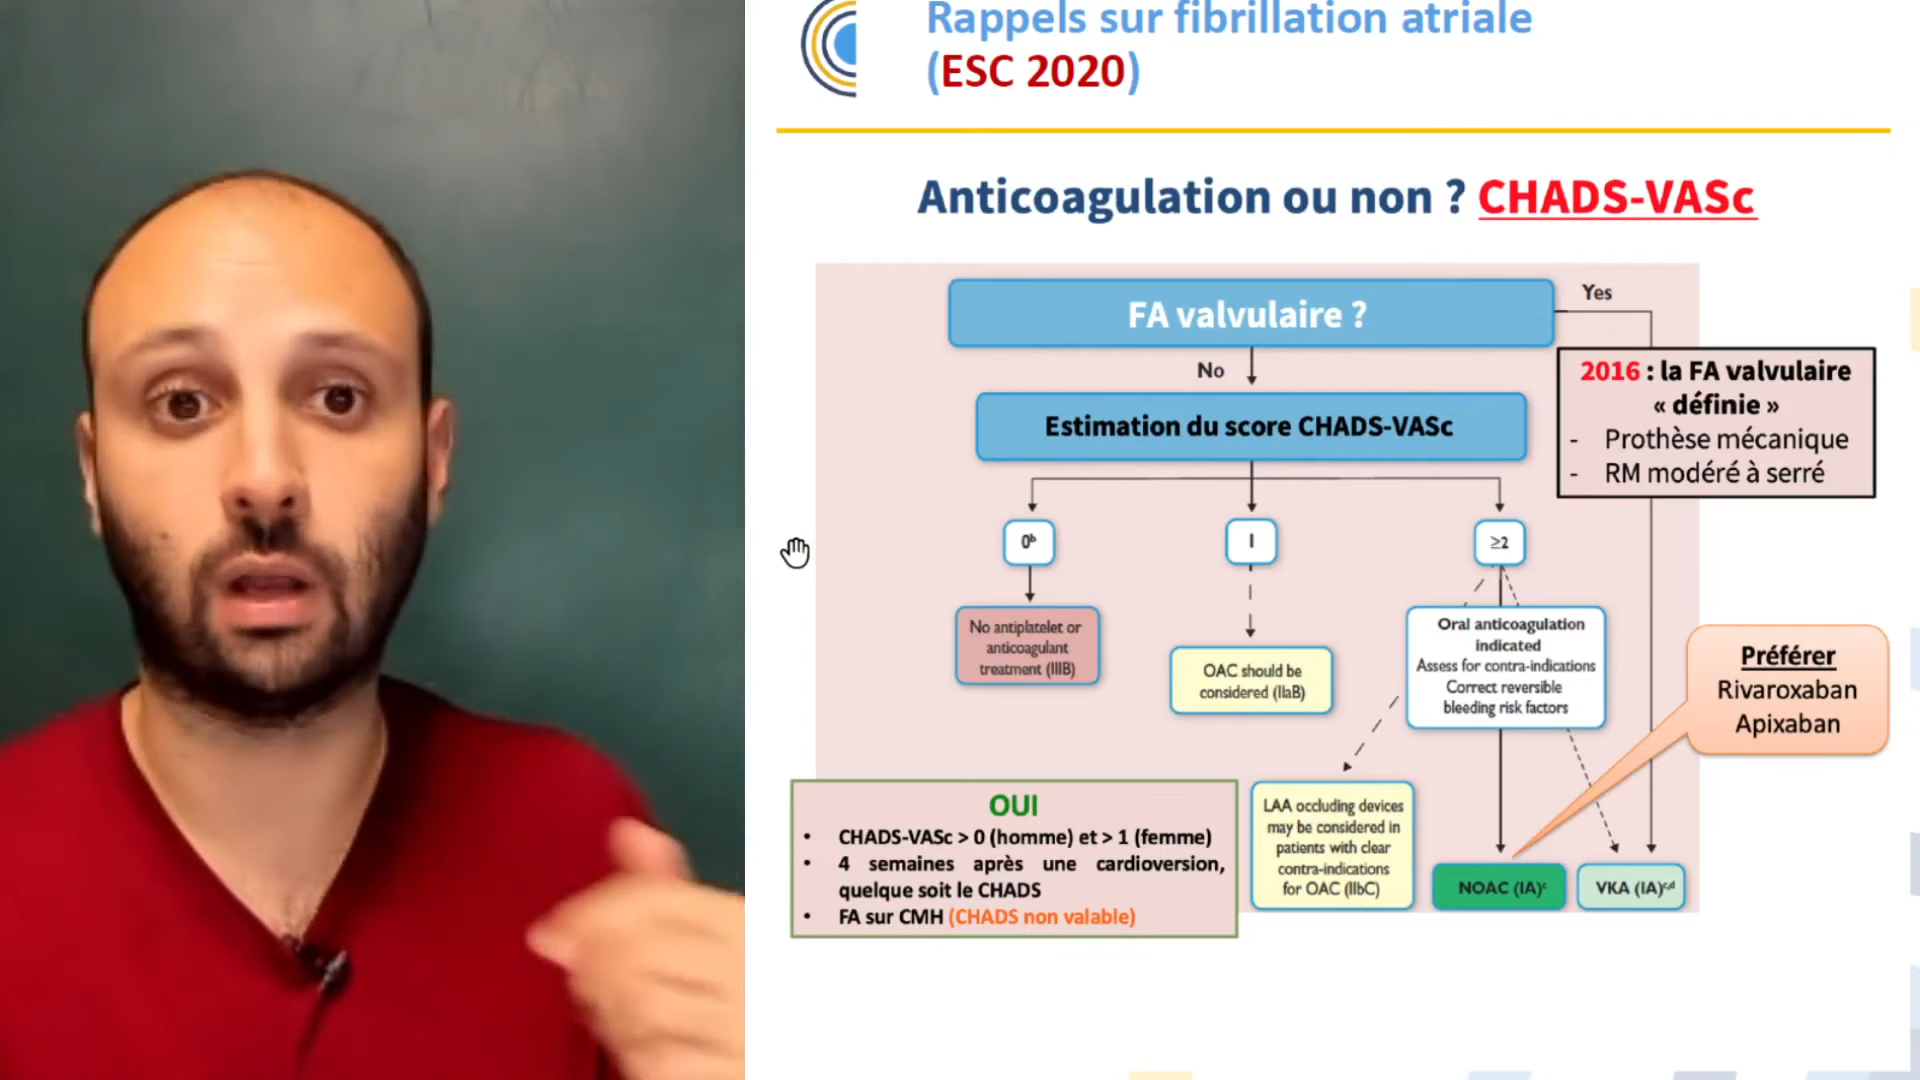 Rappels sur fibrillation atriale
(ESC 2020)
Anticoagulation ou non ? CHADS-VASc
FA valvulaire ?
Yes
No
2016 : la FA valvulaire
« définie »
- Prothèse mécanique
- RM modéré à serré
Estimation du score CHADS-VASc
0ᵇ
1
≥2
No antiplatelet or
anticoagulant
treatment (IIIB)
OAC should be
considered (IIaB)
Oral anticoagulation
indicated
Assess for contra-indications
Correct reversible
bleeding risk factors
Préférer
Rivaroxaban
Apixaban
OUI
• CHADS-VASc > 0 (homme) et > 1 (femme)
• 4 semaines après une cardioversion,
quelque soit le CHADS
• FA sur CMH (CHADS non valable)
LAA occluding devices
may be considered in
patients with clear
contra-indications
for OAC (IIbC)
NOAC (IA)ᶜ
VKA (IA)ᶜ,ᵈ